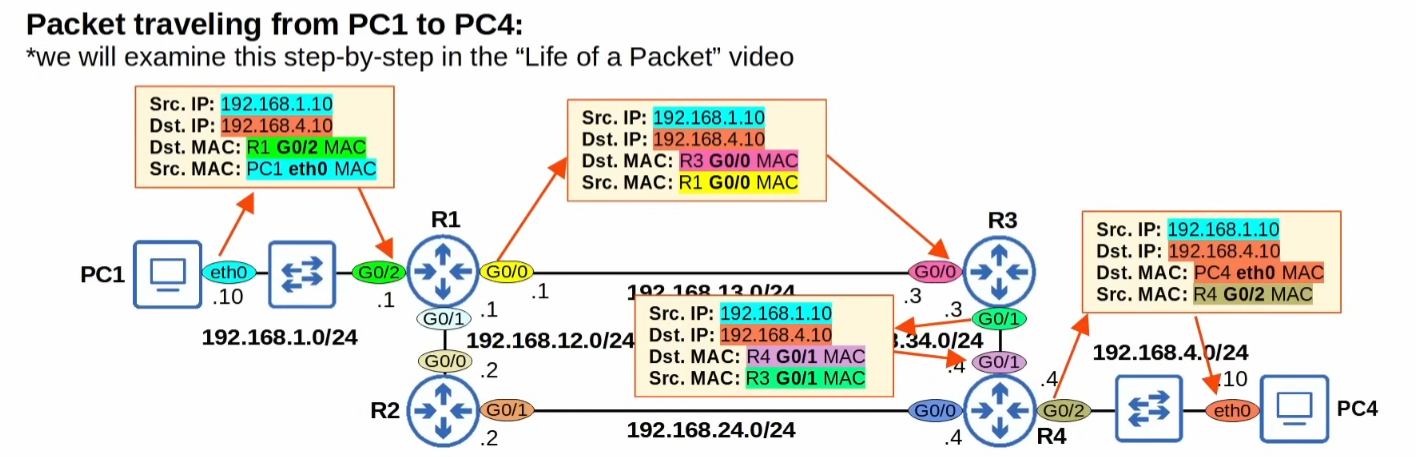 Packet traveling from PC1 to PC4:
*we will examine this step-by-step in the “Life of a Packet” video
Src. IP: 192.168.1.10
Dst. IP: 192.168.4.10
Dst. MAC: R1 G0/2 MAC
Src. MAC: PC1 eth0 MAC
Src. IP: 192.168.1.10
Dst. IP: 192.168.4.10
Dst. MAC: R3 G0/0 MAC
Src. MAC: R1 G0/0 MAC
R1
R3
Src. IP: 192.168.1.10
Dst. IP: 192.168.4.10
Dst. MAC: PC4 eth0 MAC
Src. MAC: R4 G0/2 MAC
PC1
eth0
G0/2
G0/0
G0/0
.10
.1
.1
.1
192.168.13.0/24
.3
.3
G0/1
G0/1
192.168.1.0/24
192.168.12.0/24
Src. IP: 192.168.1.10
Dst. IP: 192.168.4.10
Dst. MAC: R4 G0/1 MAC
Src. MAC: R3 G0/1 MAC
.34.0/24
192.168.4.0/24
G0/0
.2
.4
G0/1
.4
.10
R2
G0/1
G0/0
G0/2
eth0
PC4
.2
192.168.24.0/24
.4
R4